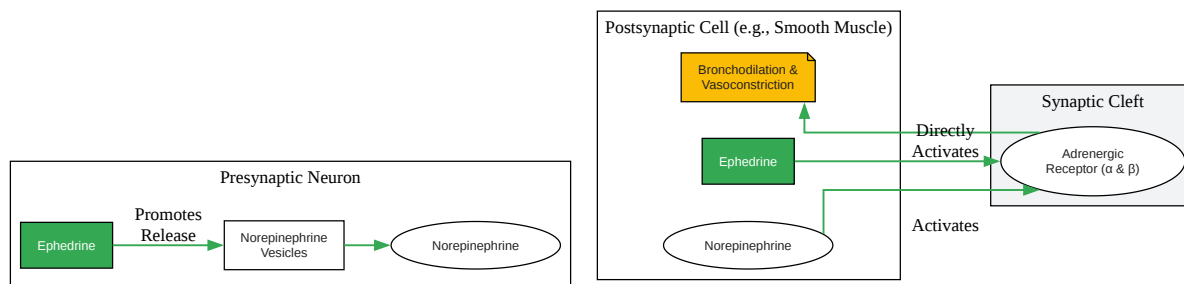 Presynaptic Neuron
Ephedrine
Promotes
Release
Norepinephrine
Vesicles
Norepinephrine
Postsynaptic Cell (e.g., Smooth Muscle)
Bronchodilation &
Vasoconstriction
Ephedrine
Norepinephrine
Directly
Activates
Activates
Synaptic Cleft
Adrenergic
Receptor (α & β)